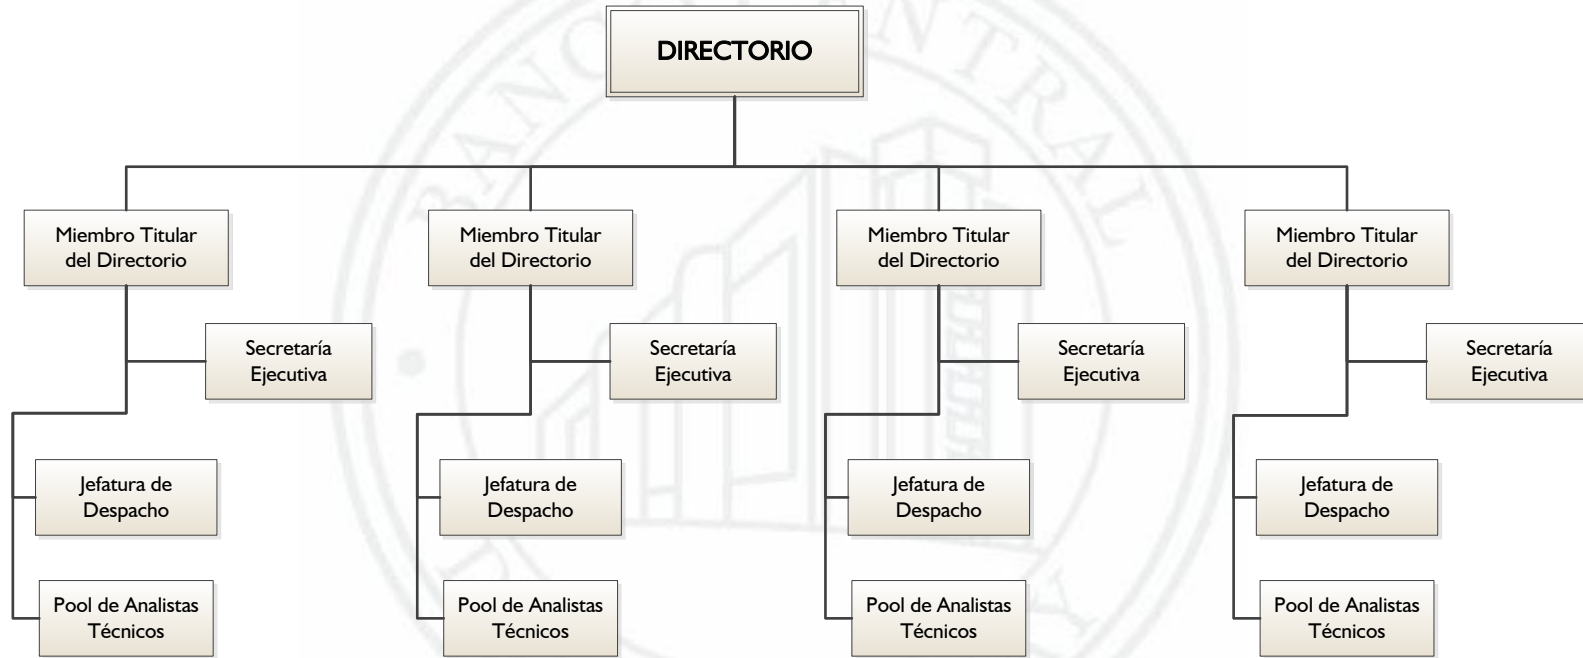 DIRECTORIO
BANCO CENTRAL
Miembro Titular
del Directorio
Miembro Titular
del Directorio
Miembro Titular
del Directorio
Miembro Titular
del Directorio
Secretaría
Ejecutiva
Secretaría
Ejecutiva
Secretaría
Ejecutiva
Secretaría
Ejecutiva
Jefatura de
Despacho
Jefatura de
Despacho
Jefatura de
Despacho
Jefatura de
Despacho
Pool de Analistas
Técnicos
Pool de Analistas
Técnicos
Pool de Analistas
Técnicos
Pool de Analistas
Técnicos